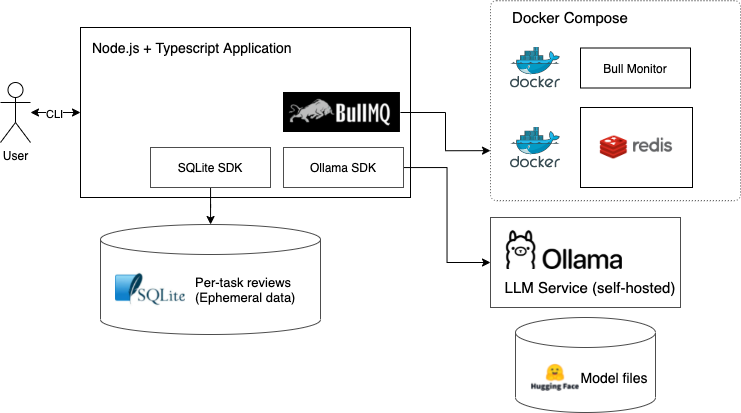 Docker Compose
Node.js + Typescript Application
docker
Bull Monitor
CLI
BullMQ
User
docker
redis
SQLite SDK
Ollama SDK
Ollama
LLM Service (self-hosted)
SQLite
Per-task reviews
(Ephemeral data)
Hugging Face
Model files